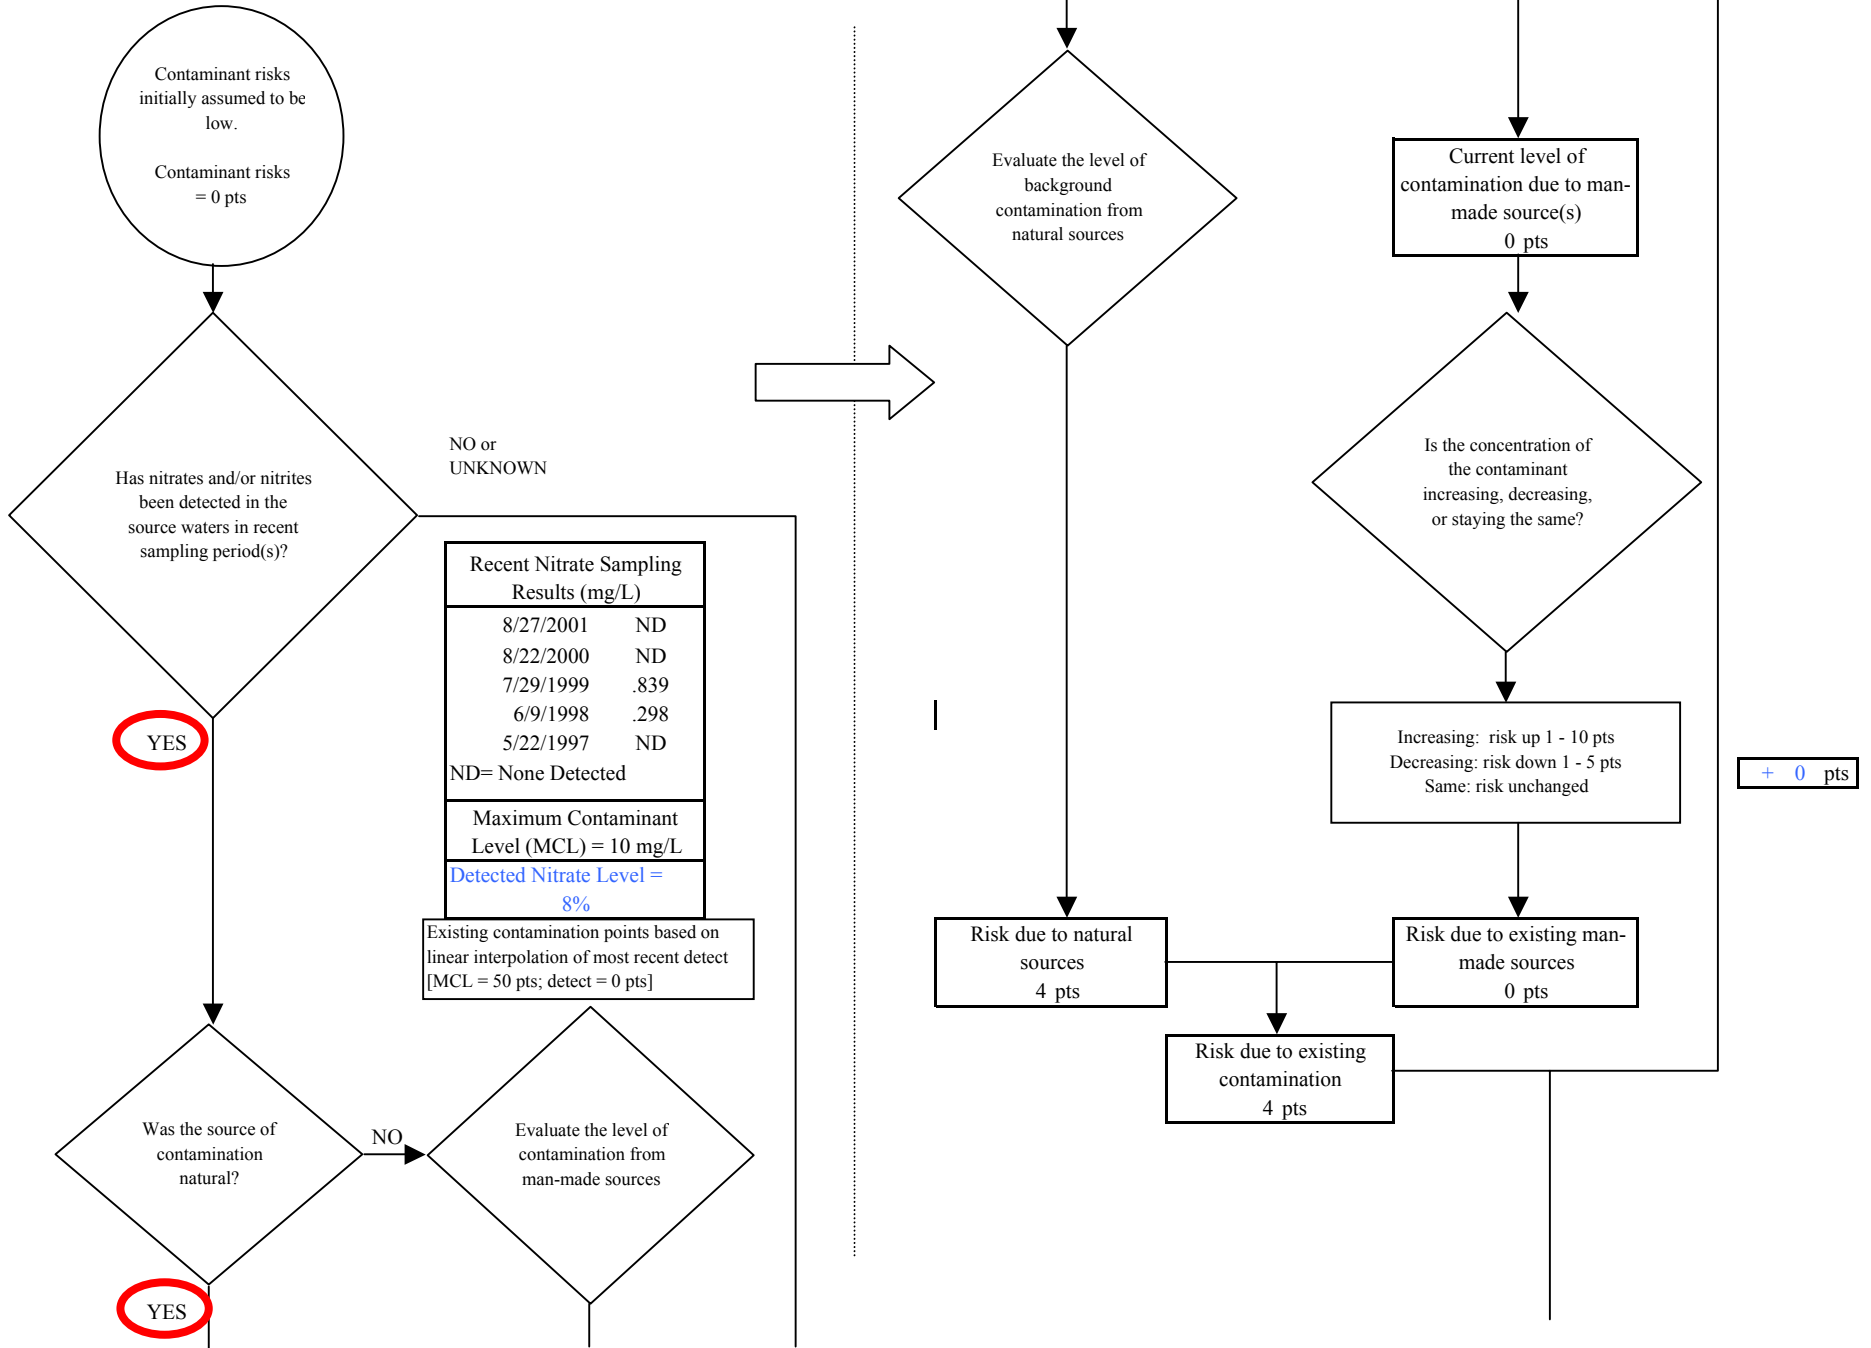 Contaminant risks
initially assumed to be
low.
Contaminant risks
= 0 pts
Has nitrates and/or nitrites
been detected in the
source waters in recent
sampling period(s)?
NO or
UNKNOWN
YES
Recent Nitrate Sampling
Results (mg/L)
8/27/2001 ND
8/22/2000 ND
7/29/1999 .839
6/9/1998 .298
5/22/1997 ND
ND= None Detected
Maximum Contaminant
Level (MCL) = 10 mg/L
Detected Nitrate Level =
8%
Existing contamination points based on
linear interpolation of most recent detect
[MCL = 50 pts; detect = 0 pts]
Was the source of
contamination
natural?
NO
Evaluate the level of
contamination from
man-made sources
YES
Evaluate the level of
background
contamination from
natural sources
Current level of
contamination due to man-
made source(s)
0 pts
Is the concentration of
the contaminant
increasing, decreasing,
or staying the same?
Increasing: risk up 1 - 10 pts
Decreasing: risk down 1 - 5 pts
Same: risk unchanged
+ 0 pts
Risk due to natural
sources
4 pts
Risk due to existing man-
made sources
0 pts
Risk due to existing
contamination
4 pts